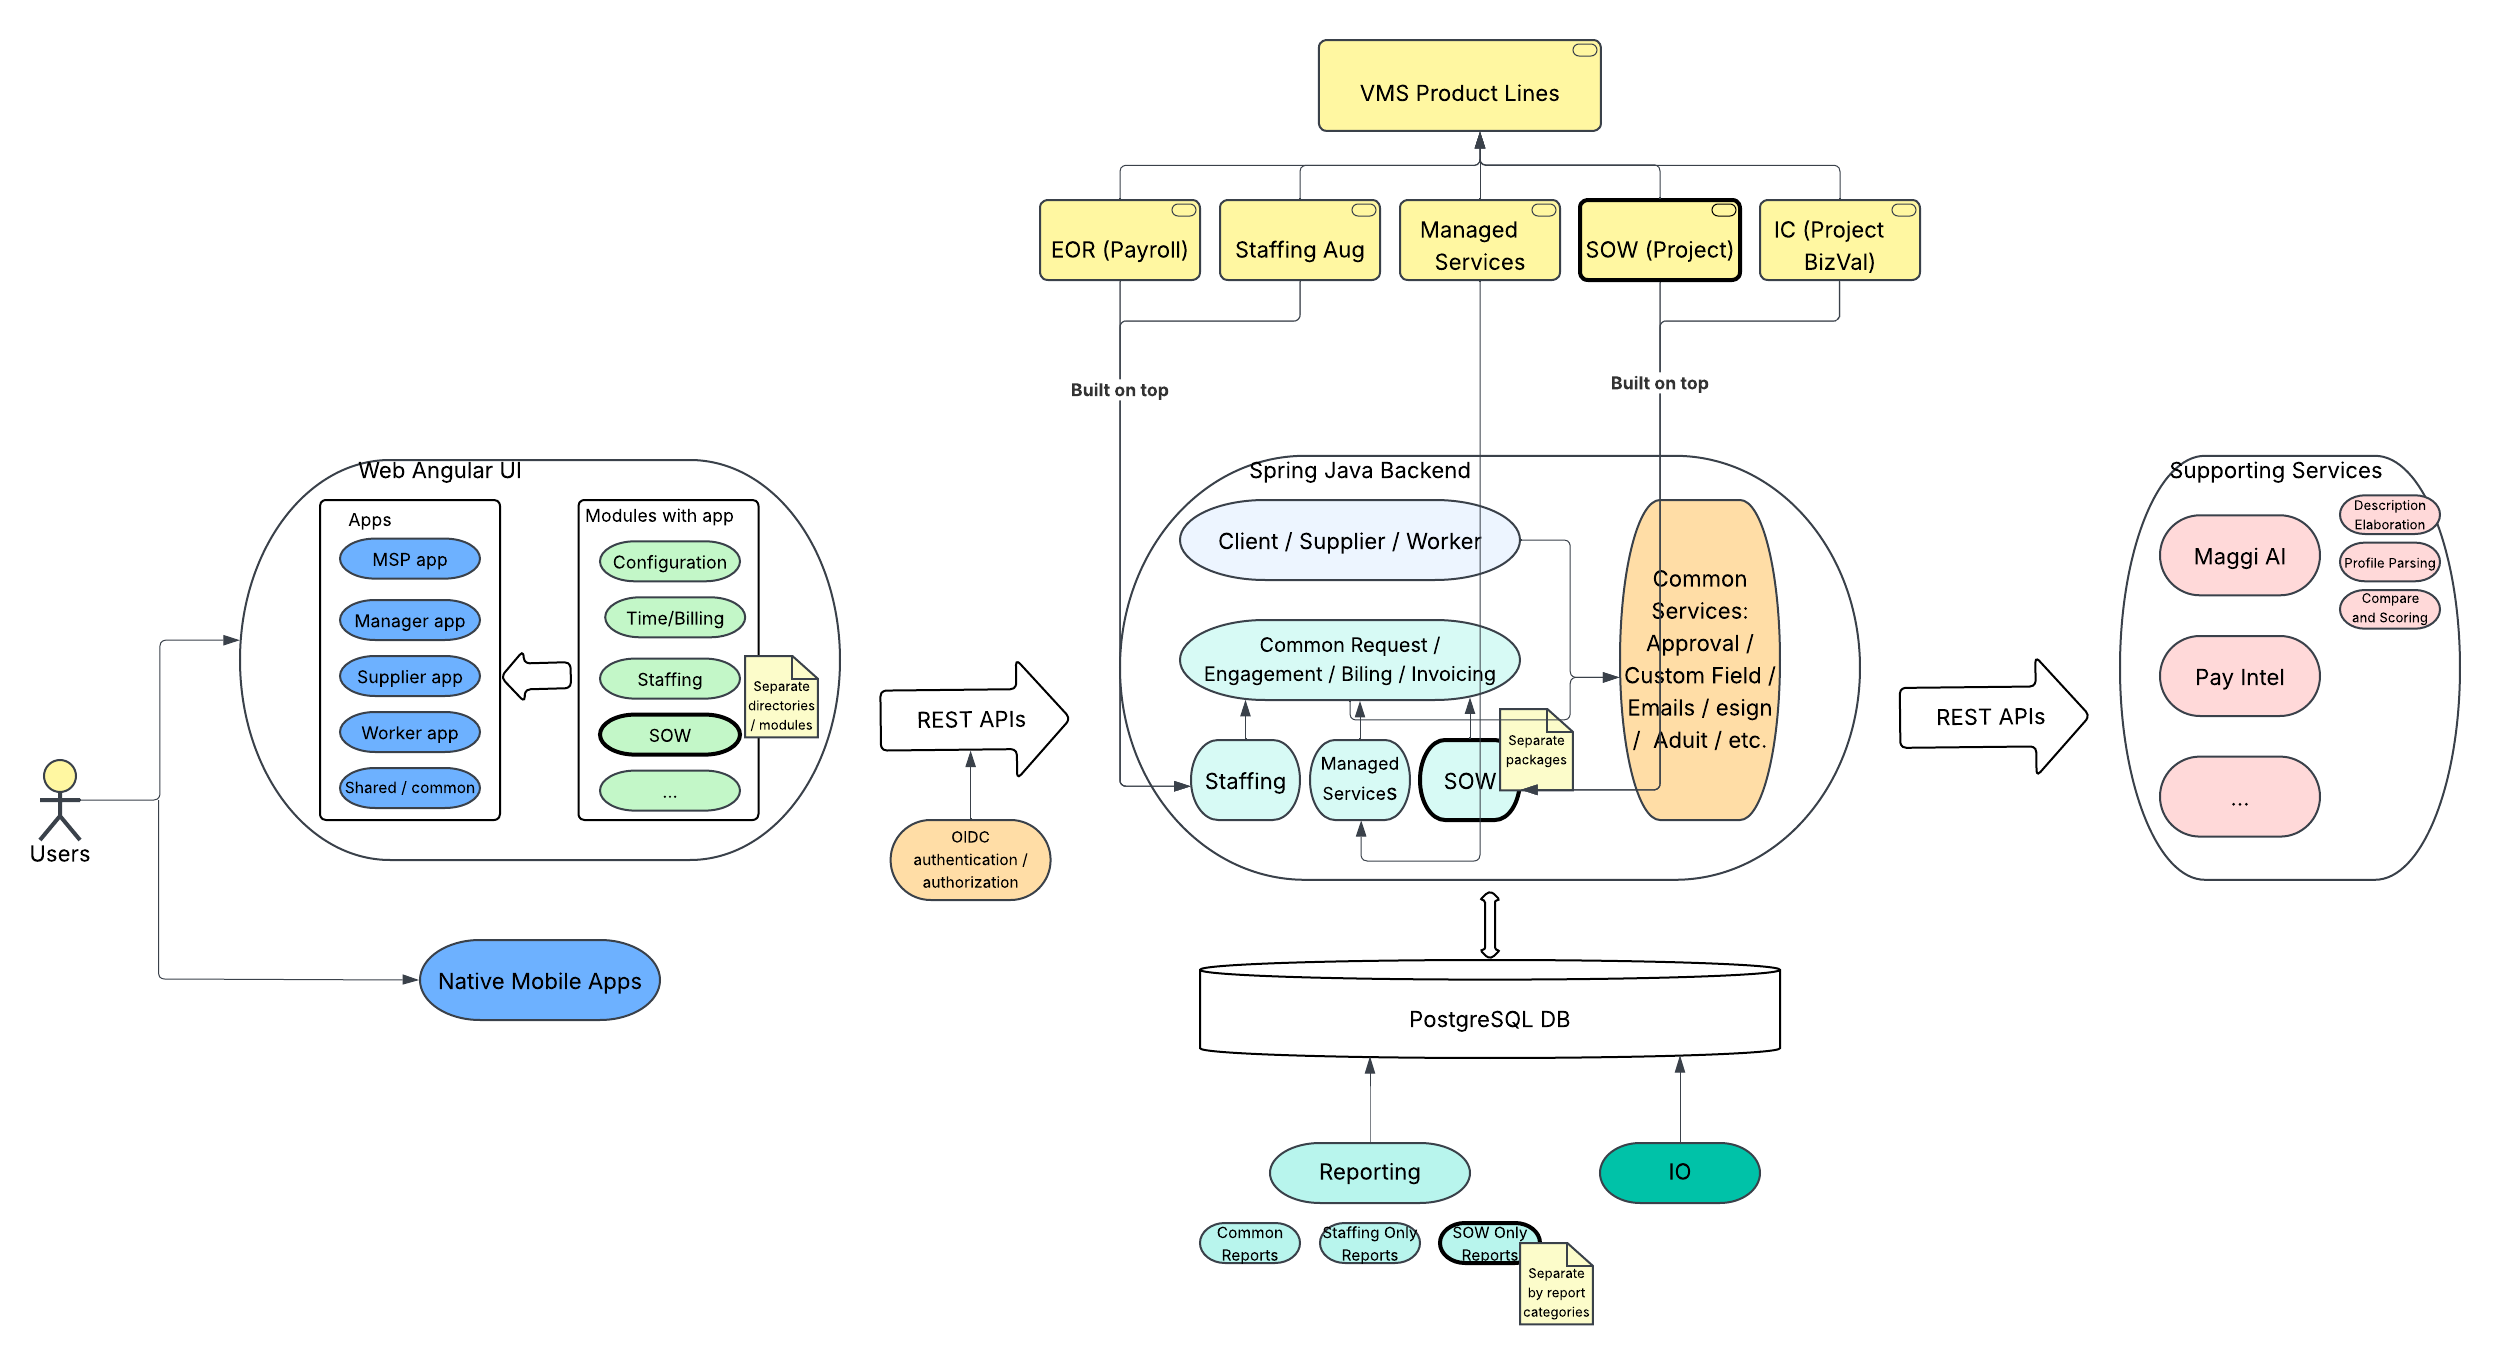 VMS Product Lines
EOR (Payroll)
Staffing Aug
Managed
Services
SOW (Project)
IC (Project
BizVal)
Built on top
Built on top
Web Angular UI
Apps
MSP app
Manager app
Supplier app
Worker app
Shared / common
Modules with app
Configuration
Time/Billing
Staffing
SOW
...
Separate
directories
/ modules
Users
Native Mobile Apps
REST APIs
OIDC
authentication /
authorization
Spring Java Backend
Client / Supplier / Worker
Common Request /
Engagement / Biling / Invoicing
Staffing
Managed
Services
SOW
Separate
packages
Common
Services:
Approval /
Custom Field /
Emails / esign
/ Aduit / etc.
REST APIs
Supporting Services
Maggi AI
Pay Intel
...
Description
Elaboration
Profile Parsing
Compare
and Scoring
PostgreSQL DB
Reporting
IO
Common
Reports
Staffing Only
Reports
SOW Only
Reports
Separate
by report
categories